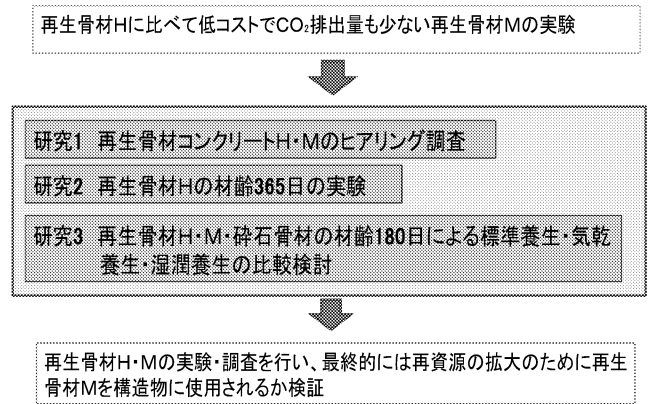 再生骨材Hに比べて低コストでCO₂排出量も少ない再生骨材Mの実験
研究1 再生骨材コンクリートH・Mのヒアリング調査
研究2 再生骨材Hの材齢365日の実験
研究3 再生骨材H・M・砕石骨材の材齢180日による標準養生・気乾
養生・湿潤養生の比較検討
再生骨材H・Mの実験・調査を行い、最終的には再資源の拡大のために再生
骨材Mを構造物に使用されるか検証